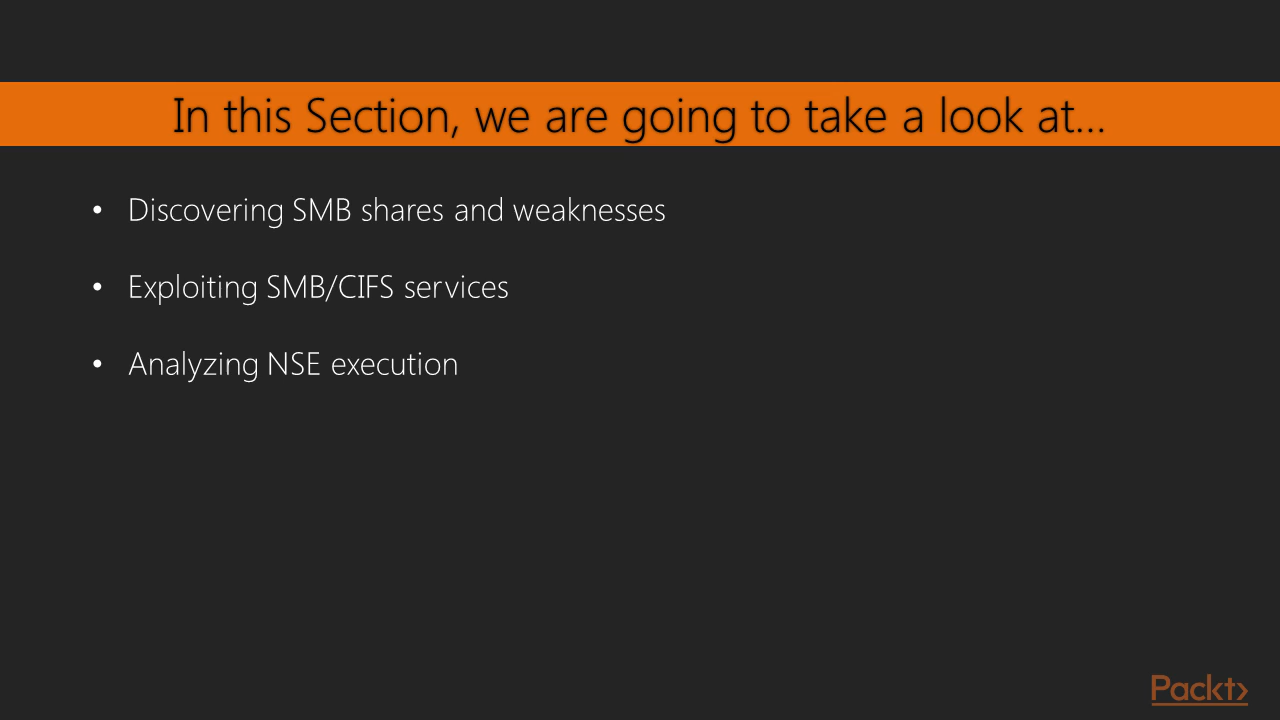 In this Section, we are going to take a look at...
• Discovering SMB shares and weaknesses
• Exploiting SMB/CIFS services
• Analyzing NSE execution
Packt>